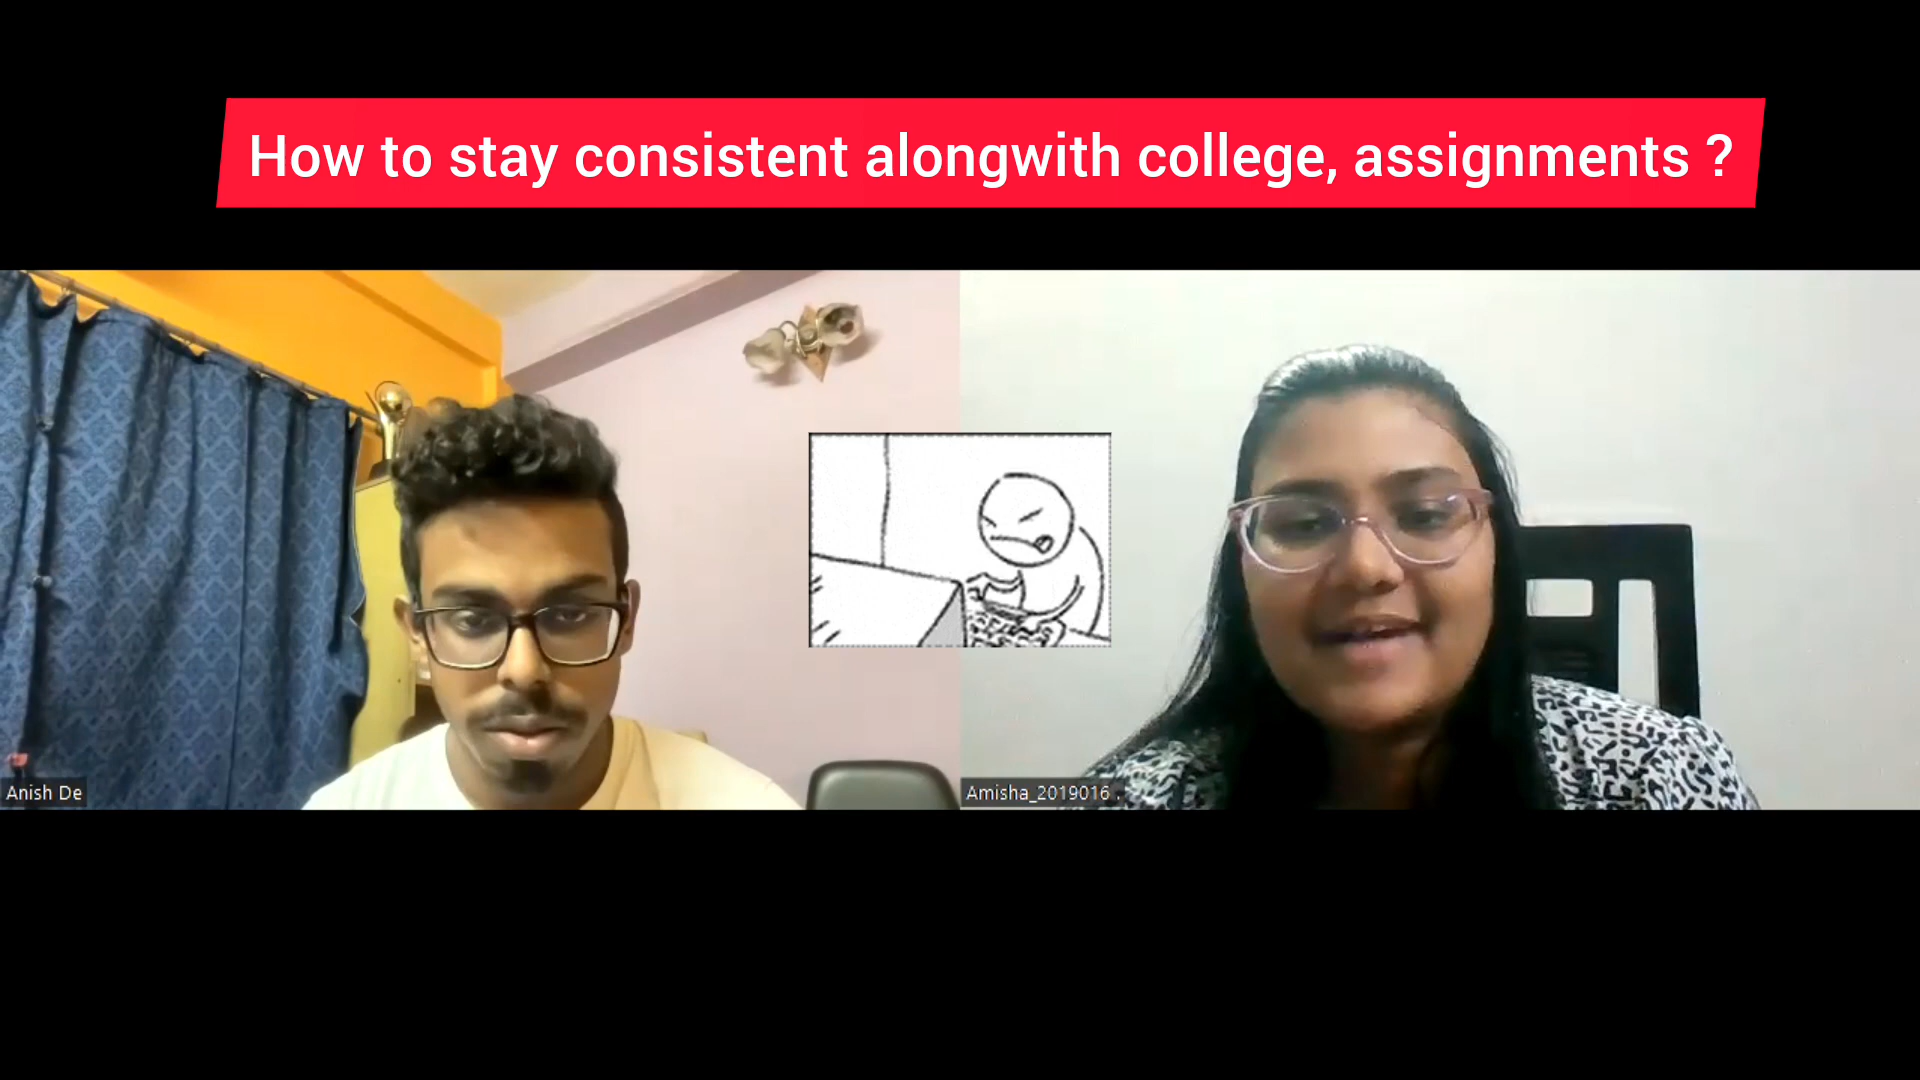 How to stay consistent alongwith college, assignments ?
Anish De
Amisha_2019016 .